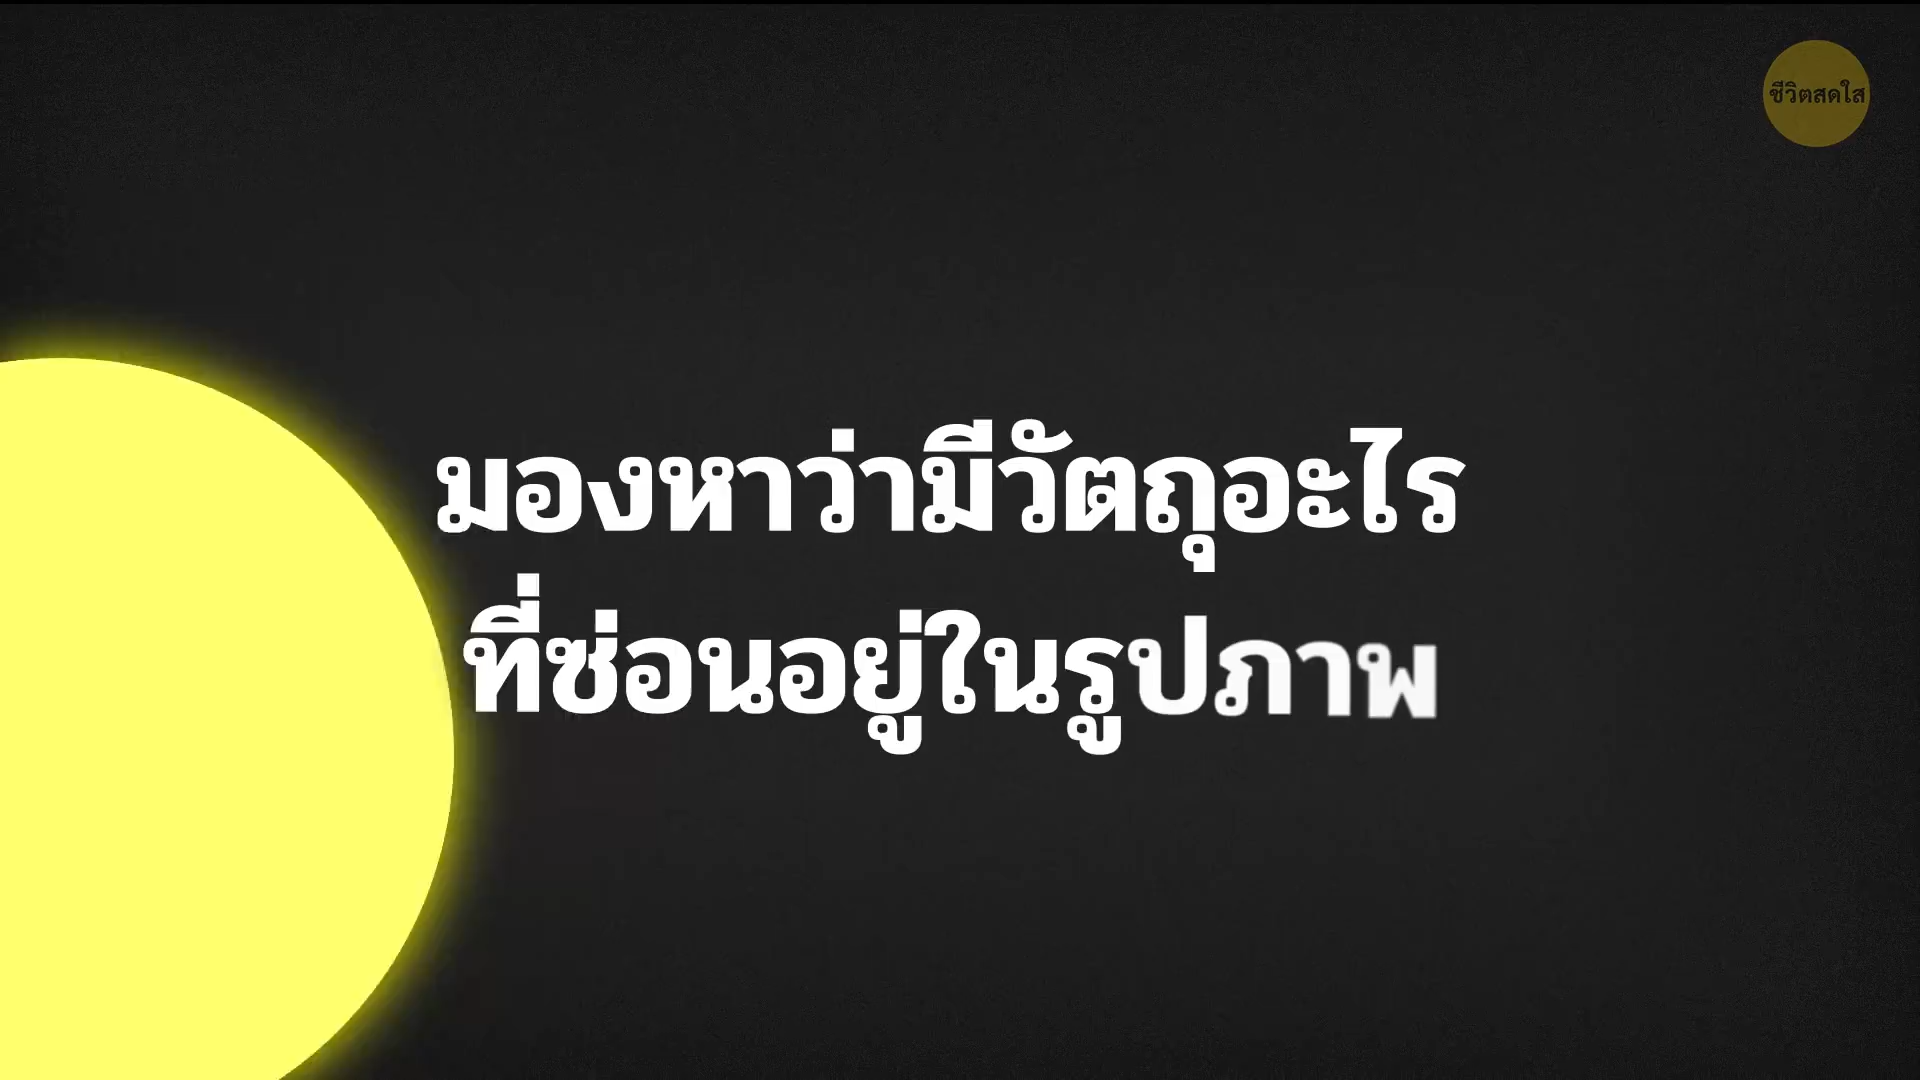 ชีวิตสดใส
มองหาว่ามีวัตถุอะไร
ที่ซ่อนอยู่ในรูปภาพ